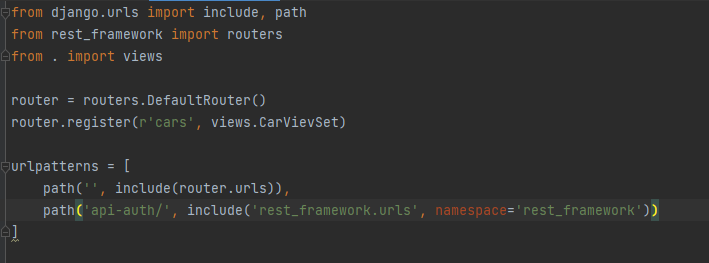 from django.urls import include, path
from rest_framework import routers
from . import views
router = routers.DefaultRouter()
router.register(r'cars', views.CarVievSet)
urlpatterns = [
path('', include(router.urls)),
path('api-auth/', include('rest_framework.urls', namespace='rest_framework'))
]